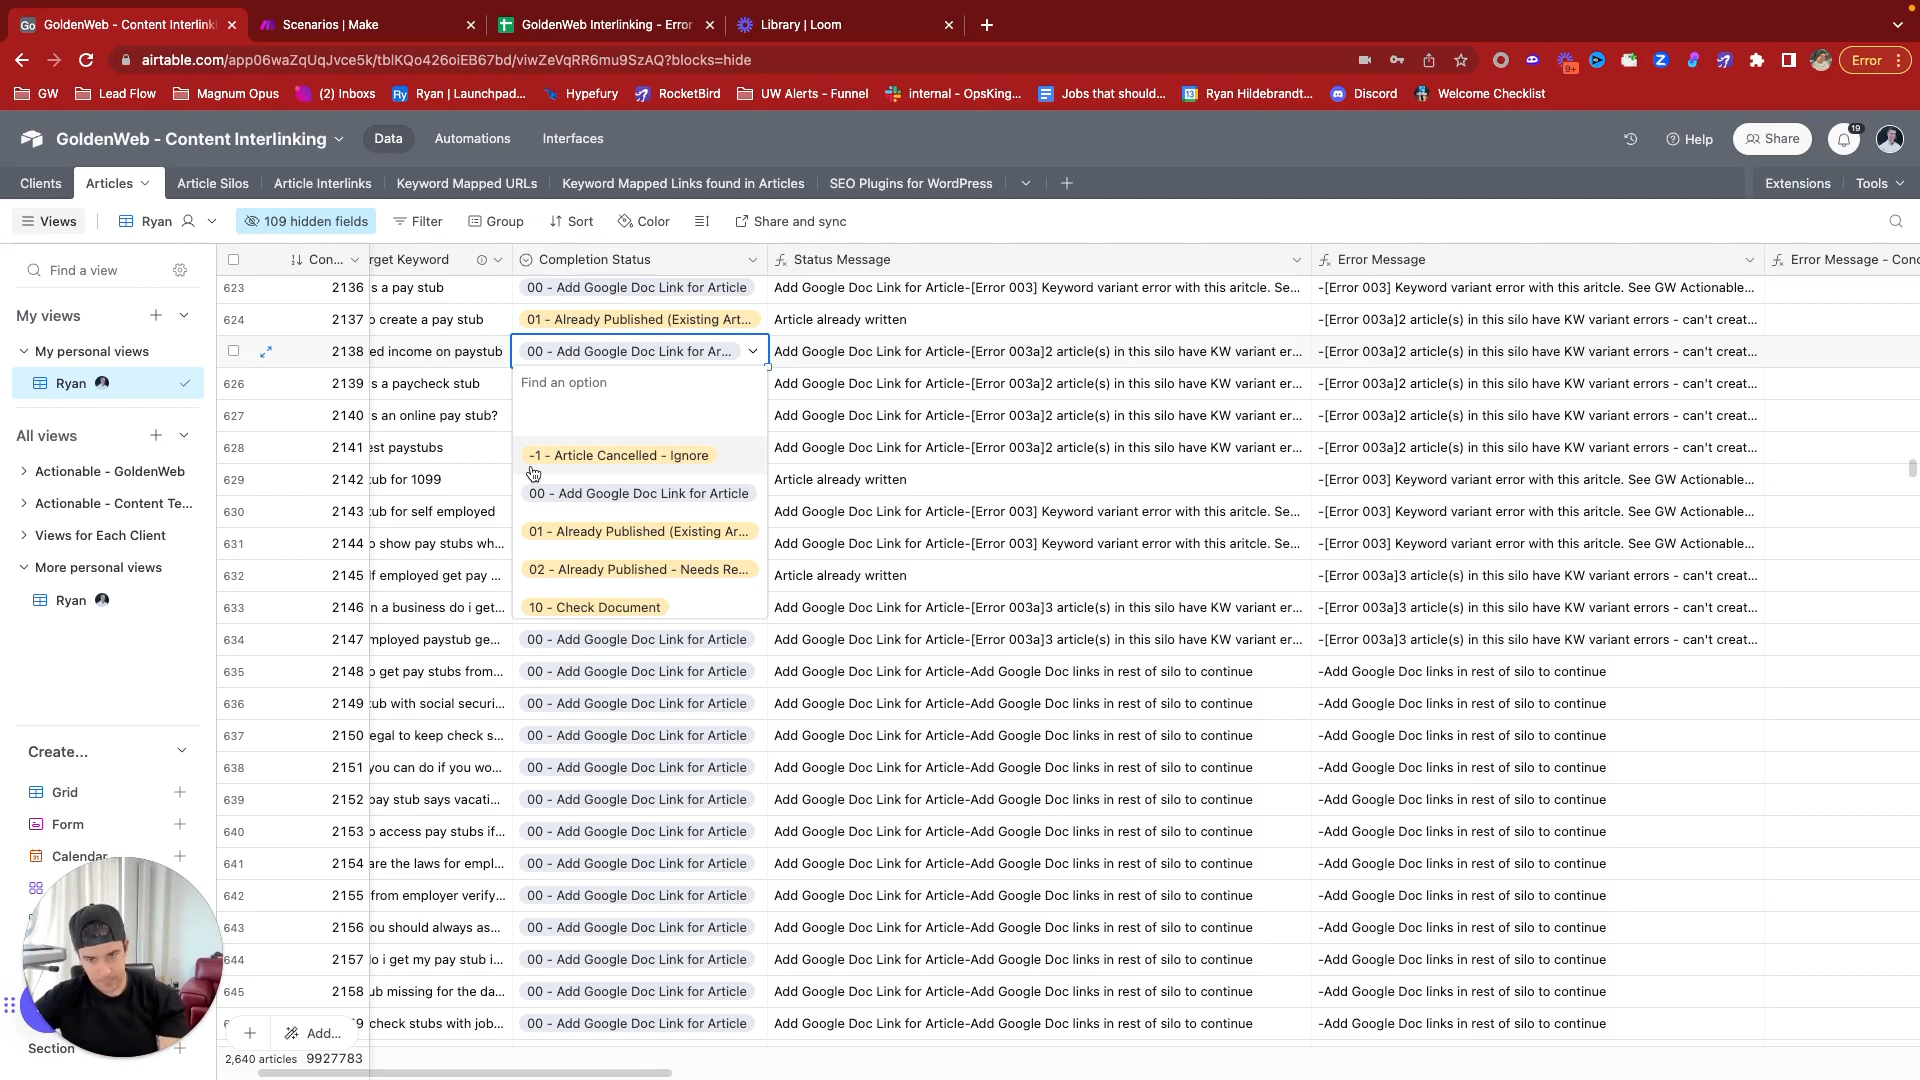 GoldenWeb - Content Interlinki
Scenarios | Make
GoldenWeb Interlinking - Error
Library | Loom
airtable.com/app06waZqUqJvce5k/tblKQo426oiEB67bd/viwZeVqRR6mu9SzAQ?blocks=hide
9+
Error
GW
Lead Flow
Magnum Opus
(2) Inboxs
Ryan | Launchpad...
Hypefury
RocketBird
UW Alerts - Funnel
internal - OpsKing...
Jobs that should...
Ryan Hildebrandt...
Discord
Welcome Checklist
GoldenWeb - Content Interlinking
Data
Automations
Interfaces
Help
Share
19
Clients
Articles
Article Silos
Article Interlinks
Keyword Mapped URLs
Keyword Mapped Links found in Articles
SEO Plugins for WordPress
Extensions
Tools
Views
Ryan
109 hidden fields
Filter
Group
Sort
Color
Share and sync
Find a view
My views
My personal views
Ryan
All views
Actionable - GoldenWeb
Actionable - Content Te...
Views for Each Client
More personal views
Ryan
Create...
Grid
Form
Calendar
Section
Con...
rget Keyword
Completion Status
Status Message
Error Message
Error Message - Conc
623 2136 s a pay stub 00 - Add Google Doc Link for Article Add Google Doc Link for Article-[Error 003] Keyword variant error with this aritcle. Se... -[Error 003] Keyword variant error with this aritcle. See GW Actionable...
624 2137 o create a pay stub 01 - Already Published (Existing Art... Article already written -[Error 003a]2 article(s) in this silo have KW variant errors - can't creat...
2138 ed income on paystub 00 - Add Google Doc Link for Ar... Add Google Doc Link for Article-[Error 003a]2 article(s) in this silo have KW variant er... -[Error 003a]2 article(s) in this silo have KW variant errors - can't creat...
626 2139 s a paycheck stub Add Google Doc Link for Article-[Error 003a]2 article(s) in this silo have KW variant er... -[Error 003a]2 article(s) in this silo have KW variant errors - can't creat...
627 2140 s an online pay stub? Add Google Doc Link for Article-[Error 003a]2 article(s) in this silo have KW variant er... -[Error 003a]2 article(s) in this silo have KW variant errors - can't creat...
628 2141 est paystubs Add Google Doc Link for Article-[Error 003a]2 article(s) in this silo have KW variant er... -[Error 003a]2 article(s) in this silo have KW variant errors - can't creat...
629 2142 tub for 1099 Article already written -[Error 003] Keyword variant error with this aritcle. See GW Actionable...
630 2143 tub for self employed Add Google Doc Link for Article-[Error 003] Keyword variant error with this aritcle. Se... -[Error 003] Keyword variant error with this aritcle. See GW Actionable...
631 2144 o show pay stubs wh... Add Google Doc Link for Article-[Error 003] Keyword variant error with this aritcle. Se... -[Error 003] Keyword variant error with this aritcle. See GW Actionable...
632 2145 lf employed get pay ... Article already written -[Error 003a]3 article(s) in this silo have KW variant errors - can't creat...
633 2146 n a business do i get... Add Google Doc Link for Article-[Error 003a]3 article(s) in this silo have KW variant er... -[Error 003a]3 article(s) in this silo have KW variant errors - can't creat...
Find an option
-1 - Article Cancelled - Ignore
00 - Add Google Doc Link for Article
01 - Already Published (Existing Ar...
02 - Already Published - Needs Re...
10 - Check Document
634 2147 mployed paystub ge... 00 - Add Google Doc Link for Article Add Google Doc Link for Article-[Error 003a]3 article(s) in this silo have KW variant er... -[Error 003a]3 article(s) in this silo have KW variant errors - can't creat...
635 2148 o get pay stubs from... 00 - Add Google Doc Link for Article Add Google Doc Link for Article-Add Google Doc links in rest of silo to continue -Add Google Doc links in rest of silo to continue
636 2149 tub with social securi... 00 - Add Google Doc Link for Article Add Google Doc Link for Article-Add Google Doc links in rest of silo to continue -Add Google Doc links in rest of silo to continue
637 2150 legal to keep check s... 00 - Add Google Doc Link for Article Add Google Doc Link for Article-Add Google Doc links in rest of silo to continue -Add Google Doc links in rest of silo to continue
638 2151 you can do if you wo... 00 - Add Google Doc Link for Article Add Google Doc Link for Article-Add Google Doc links in rest of silo to continue -Add Google Doc links in rest of silo to continue
639 2152 pay stub says vacati... 00 - Add Google Doc Link for Article Add Google Doc Link for Article-Add Google Doc links in rest of silo to continue -Add Google Doc links in rest of silo to continue
640 2153 o access pay stubs if... 00 - Add Google Doc Link for Article Add Google Doc Link for Article-Add Google Doc links in rest of silo to continue -Add Google Doc links in rest of silo to continue
641 2154 are the laws for empl... 00 - Add Google Doc Link for Article Add Google Doc Link for Article-Add Google Doc links in rest of silo to continue -Add Google Doc links in rest of silo to continue
642 2155 from employer verify... 00 - Add Google Doc Link for Article Add Google Doc Link for Article-Add Google Doc links in rest of silo to continue -Add Google Doc links in rest of silo to continue
643 2156 ou should always as... 00 - Add Google Doc Link for Article Add Google Doc Link for Article-Add Google Doc links in rest of silo to continue -Add Google Doc links in rest of silo to continue
644 2157 lo i get my pay stub i... 00 - Add Google Doc Link for Article Add Google Doc Link for Article-Add Google Doc links in rest of silo to continue -Add Google Doc links in rest of silo to continue
645 2158 ub missing for the da... 00 - Add Google Doc Link for Article Add Google Doc Link for Article-Add Google Doc links in rest of silo to continue -Add Google Doc links in rest of silo to continue
9 check stubs with job... 00 - Add Google Doc Link for Article Add Google Doc Link for Article-Add Google Doc links in rest of silo to continue -Add Google Doc links in rest of silo to continue
Add...
2,640 articles 9927783